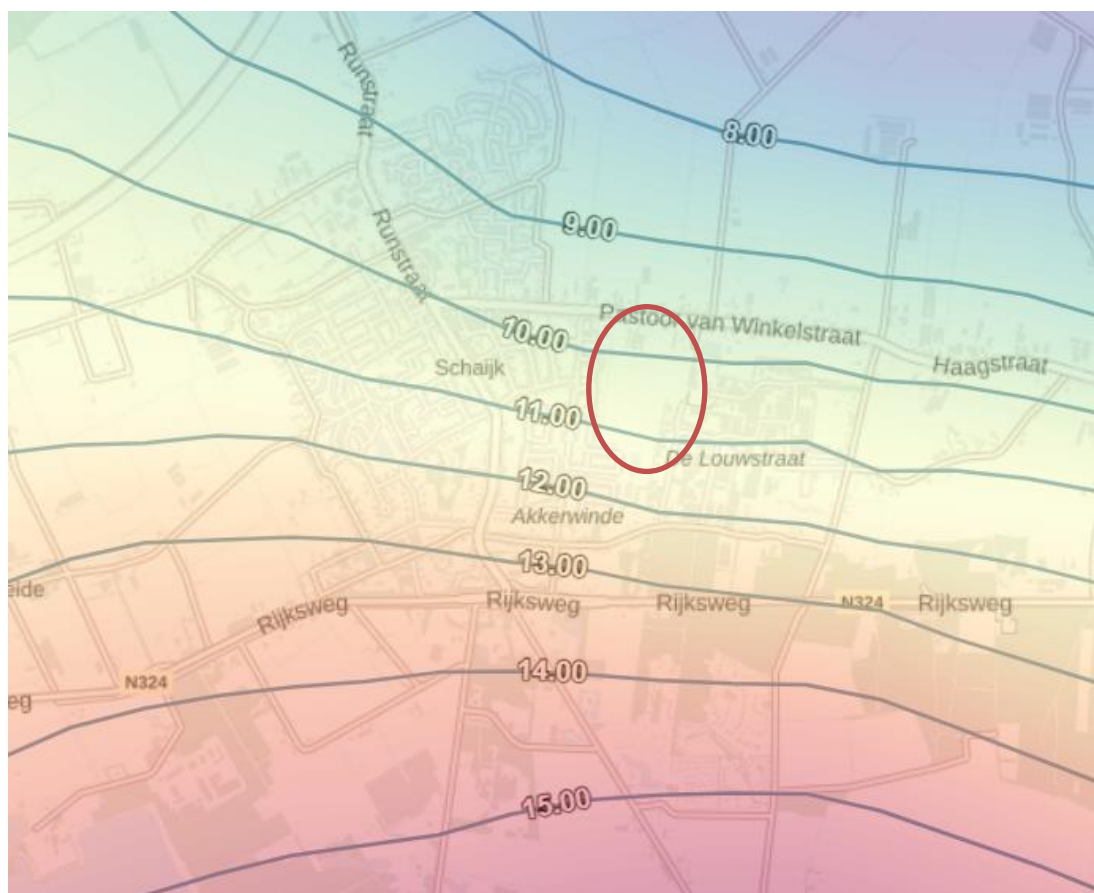 Runstraat
8.00
Runstraat
9.00
Pastoor van Winkelstraat
10.00
Haagstraat
Schaijk
11.00
De Louwstraat
12.00
Akkerwinde
13.00
eide
Rijksweg
Rijksweg
Rijksweg
N324
Rijksweg
14.00
N324
eg
15.00